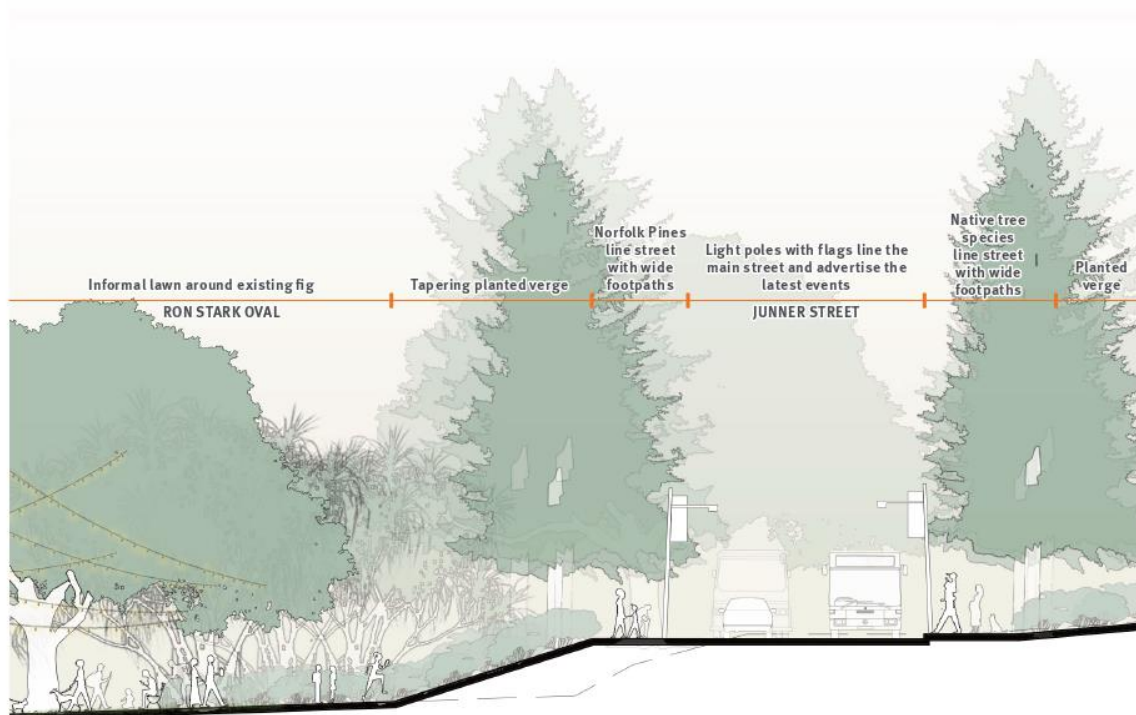 Informal lawn around existing fig
RON STARK OVAL
Tapering planted verge
Norfolk Pines
line street
with wide
footpaths
Light poles with flags line the
main street and advertise the
latest events
JUNNER STREET
Native tree
species
line street
with wide
footpaths
Planted
verge